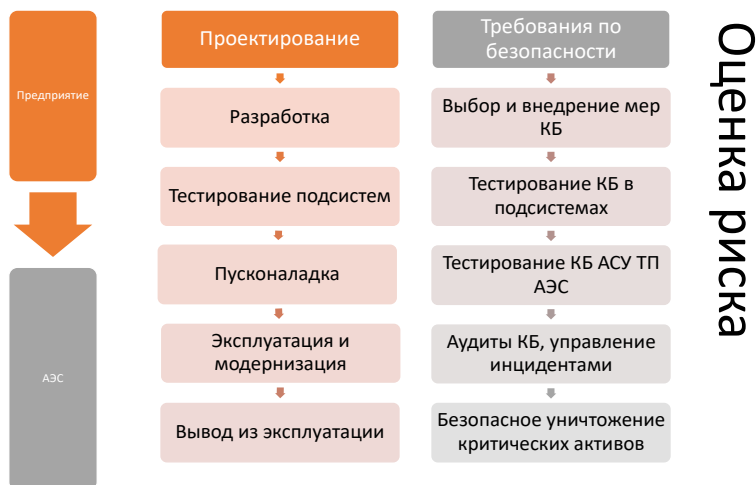 Предприятие
АЭС
Проектирование
Разработка
Тестирование подсистем
Пусконаладка
Эксплуатация и
модернизация
Вывод из эксплуатации
Требования по
безопасности
Выбор и внедрение мер
КБ
Тестирование КБ в
подсистемах
Тестирование КБ АСУ ТП
АЭС
Аудиты КБ, управление
инцидентами
Безопасное уничтожение
критических активов
Оценка риска